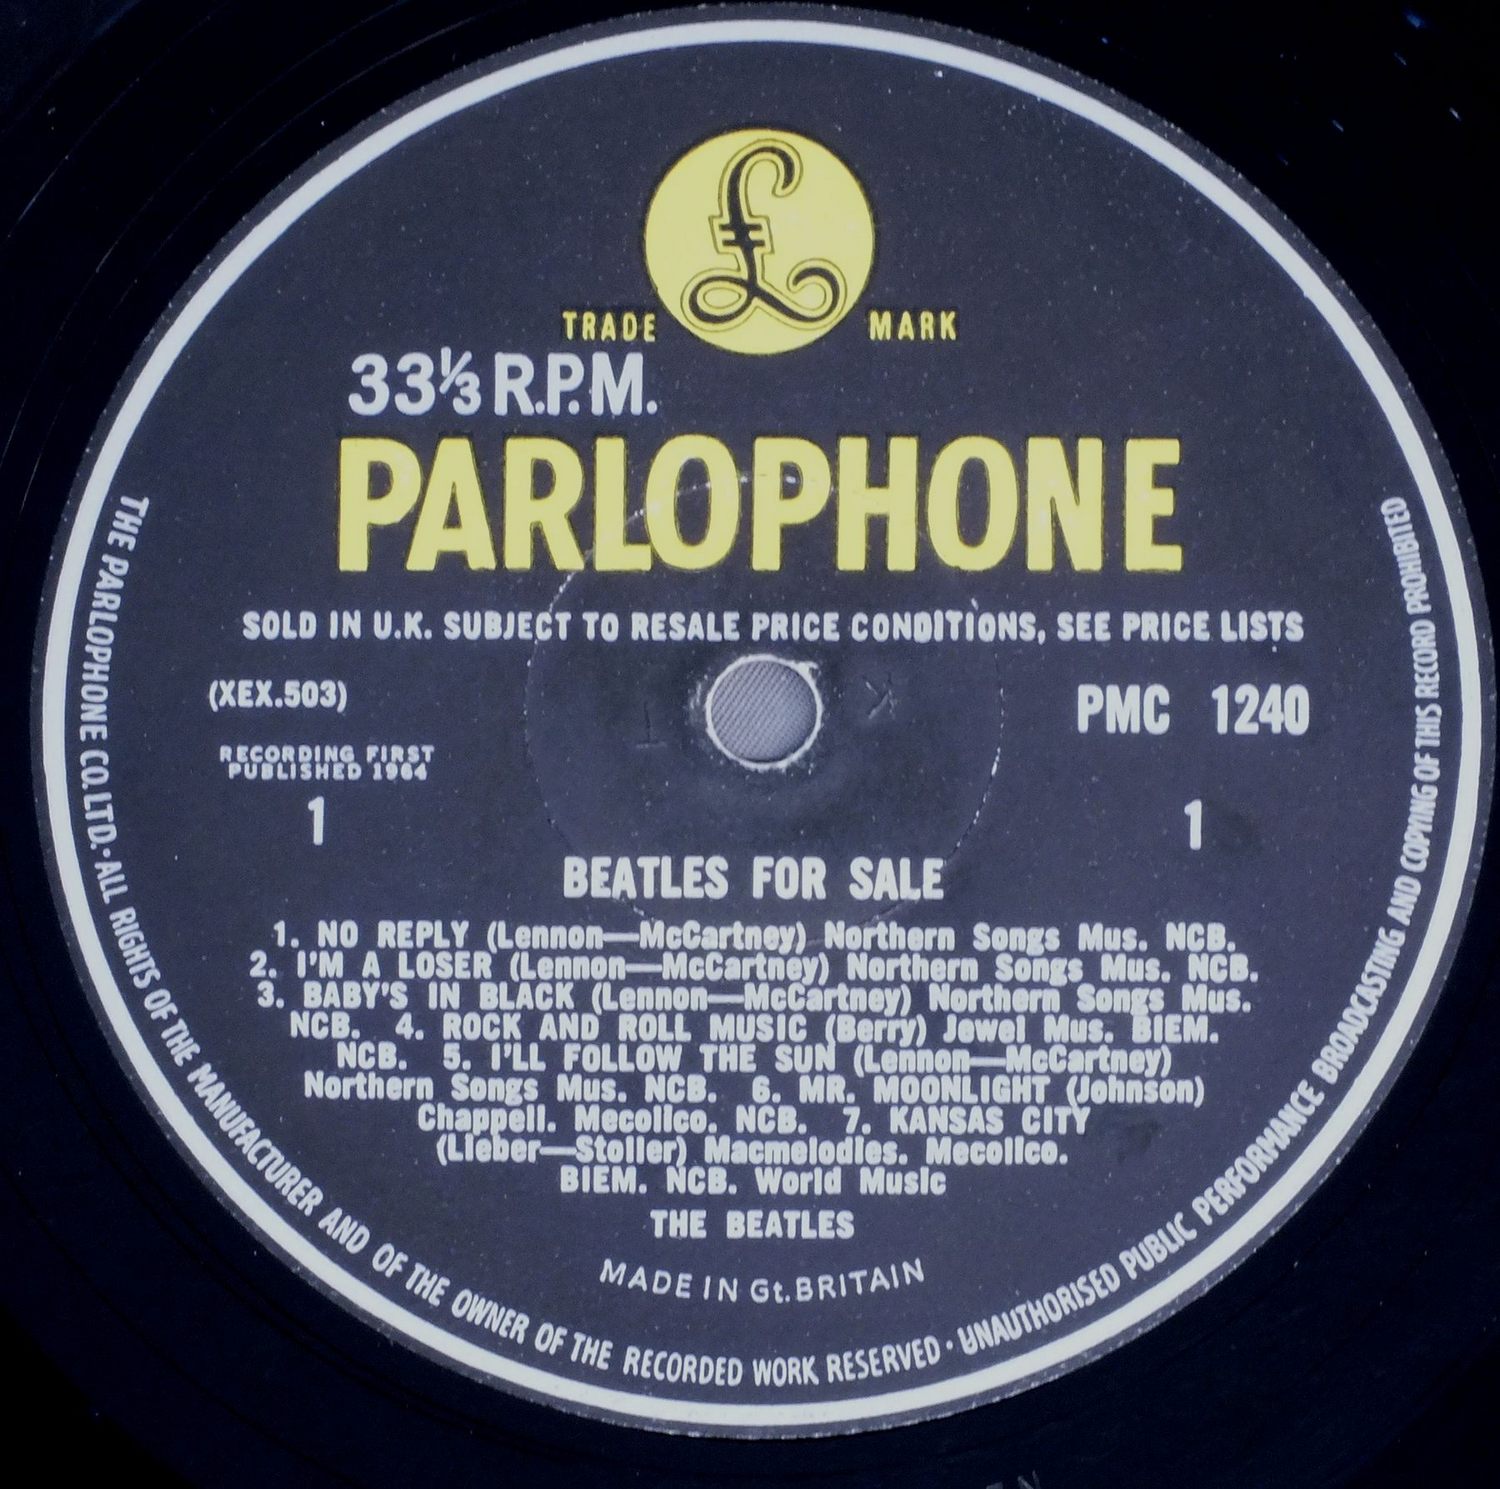 £
TRADE MARK
33⅓ R.P.M.
PARLOPHONE
SOLD IN U.K. SUBJECT TO RESALE PRICE CONDITIONS, SEE PRICE LISTS
(XEX.503)
PMC 1240
RECORDING FIRST
PUBLISHED 1964
1
1
BEATLES FOR SALE
1. NO REPLY (Lennon—McCartney) Northern Songs Mus. NCB.
2. I'M A LOSER (Lennon—McCartney) Northern Songs Mus. NCB.
3. BABY'S IN BLACK (Lennon—McCartney) Northern Songs Mus.
NCB. 4. ROCK AND ROLL MUSIC (Berry) Jewel Mus. BIEM.
NCB. 5. I'LL FOLLOW THE SUN (Lennon—McCartney)
Northern Songs Mus. NCB. 6. MR. MOONLIGHT (Johnson)
Chappell. Mecolico. NCB. 7. KANSAS CITY
(Lieber—Stoller) Macmelodies. Mecolico.
BIEM. NCB. World Music
THE BEATLES
MADE IN Gt. BRITAIN
THE PARLOPHONE CO. LTD. · ALL RIGHTS OF THE MANUFACTURER AND OF THE OWNER OF THE RECORDED WORK RESERVED · UNAUTHORISED PUBLIC PERFORMANCE BROADCASTING AND COPYING OF THIS RECORD PROHIBITED